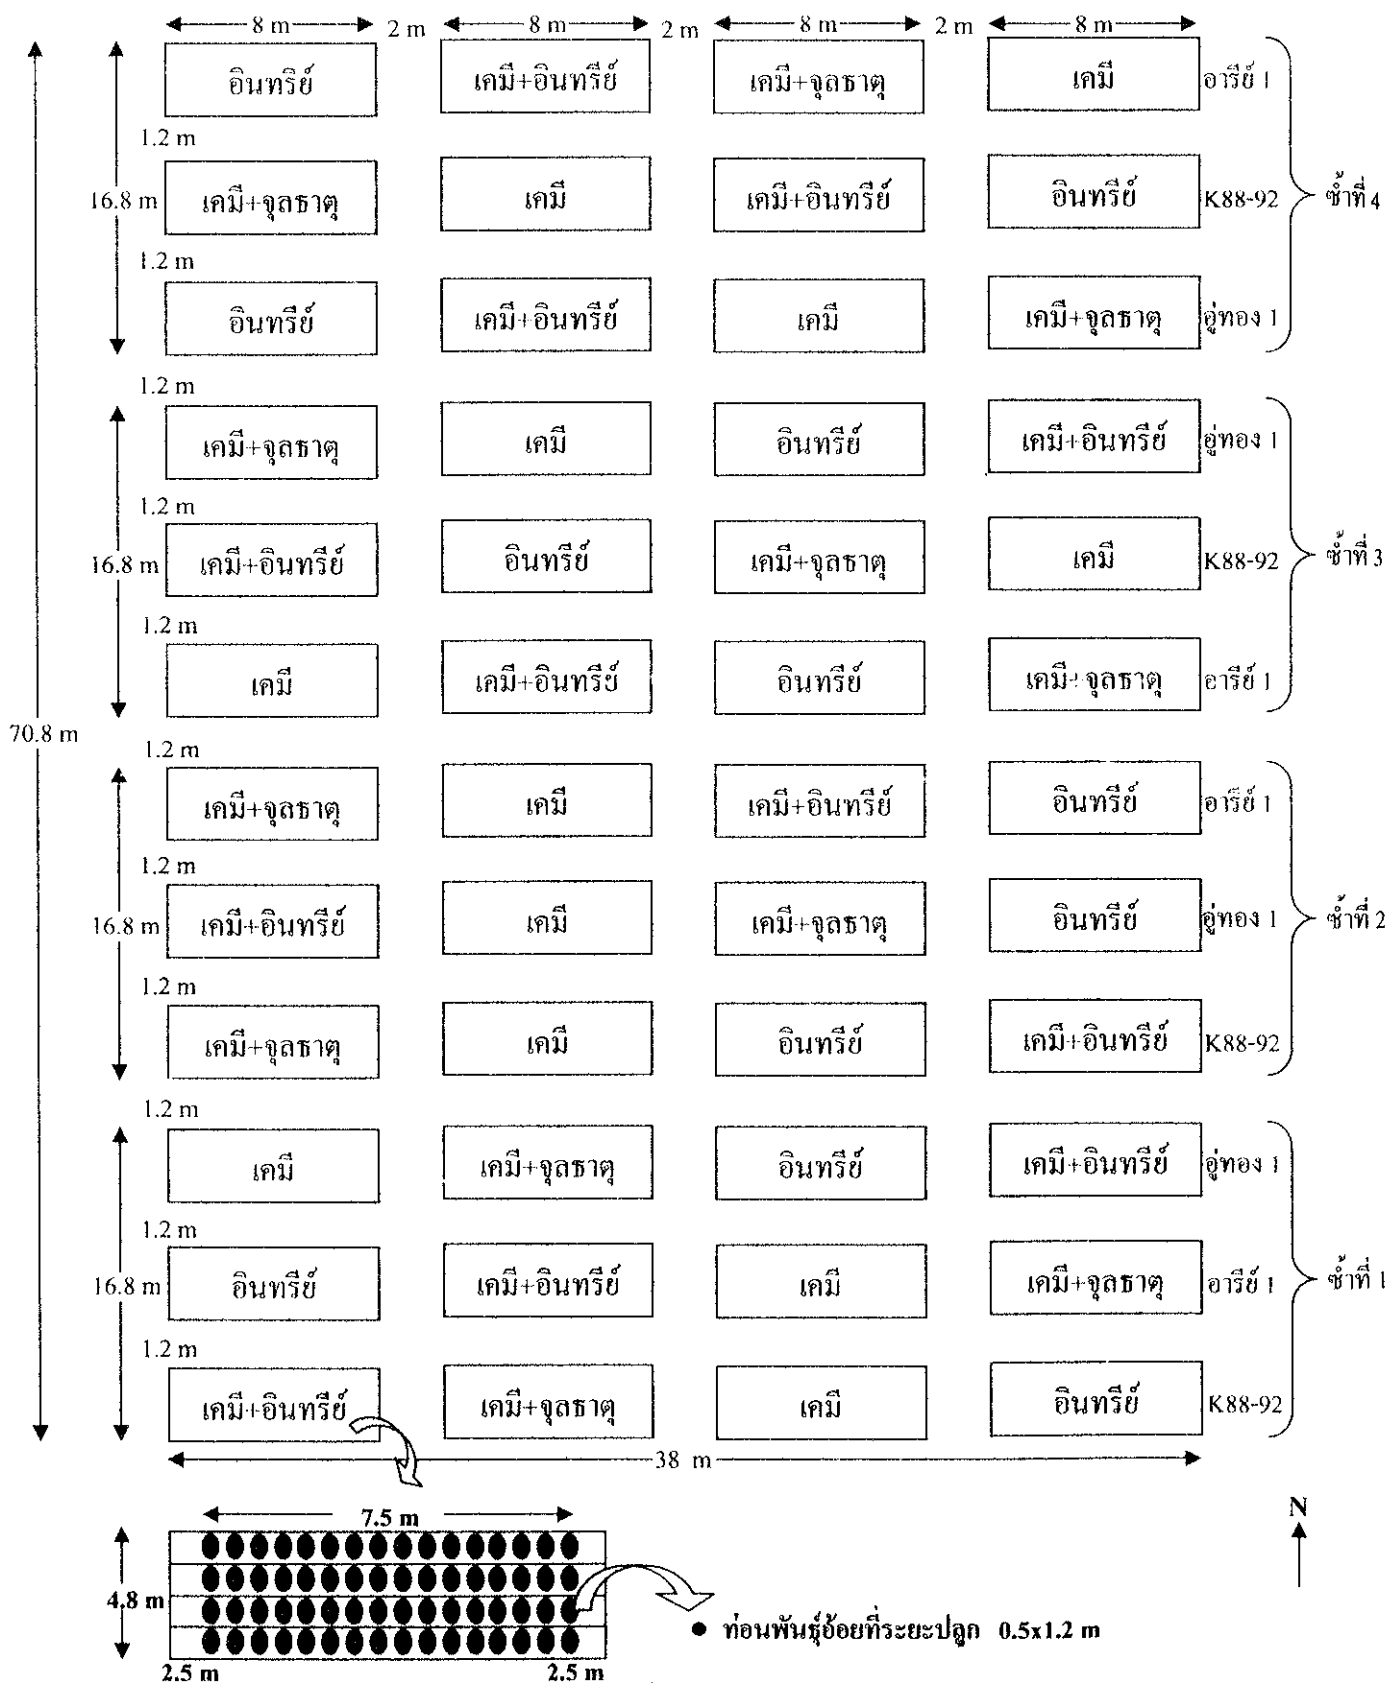 8 m 2 m 8 m 2 m 8 m 2 m 8 m
อินทรีย์ เคมี+อินทรีย์ เคมี+จุลธาตุ เคมี อารีย์ 1
1.2 m
16.8 m เคมี+จุลธาตุ เคมี เคมี+อินทรีย์ อินทรีย์ K88-92 ซ้ำที่ 4
1.2 m
อินทรีย์ เคมี+อินทรีย์ เคมี เคมี+จุลธาตุ อู่ทอง 1
1.2 m
เคมี+จุลธาตุ เคมี อินทรีย์ เคมี+อินทรีย์ อู่ทอง 1
1.2 m
16.8 m เคมี+อินทรีย์ อินทรีย์ เคมี+จุลธาตุ เคมี K88-92 ซ้ำที่ 3
1.2 m
เคมี เคมี+อินทรีย์ อินทรีย์ เคมี+จุลธาตุ อารีย์ 1
70.8 m
1.2 m
เคมี+จุลธาตุ เคมี เคมี+อินทรีย์ อินทรีย์ อารีย์ 1
1.2 m
16.8 m เคมี+อินทรีย์ เคมี เคมี+จุลธาตุ อินทรีย์ อู่ทอง 1 ซ้ำที่ 2
1.2 m
เคมี+จุลธาตุ เคมี อินทรีย์ เคมี+อินทรีย์ K88-92
1.2 m
เคมี เคมี+จุลธาตุ อินทรีย์ เคมี+อินทรีย์ อู่ทอง 1
1.2 m
16.8 m อินทรีย์ เคมี+อินทรีย์ เคมี เคมี+จุลธาตุ อารีย์ 1 ซ้ำที่ 1
1.2 m
เคมี+อินทรีย์ เคมี+จุลธาตุ เคมี อินทรีย์ K88-92
38 m
N
7.5 m
4.8 m
● ท่อนพันธุ์อ้อยที่ระยะปลูก 0.5x1.2 m
2.5 m 2.5 m